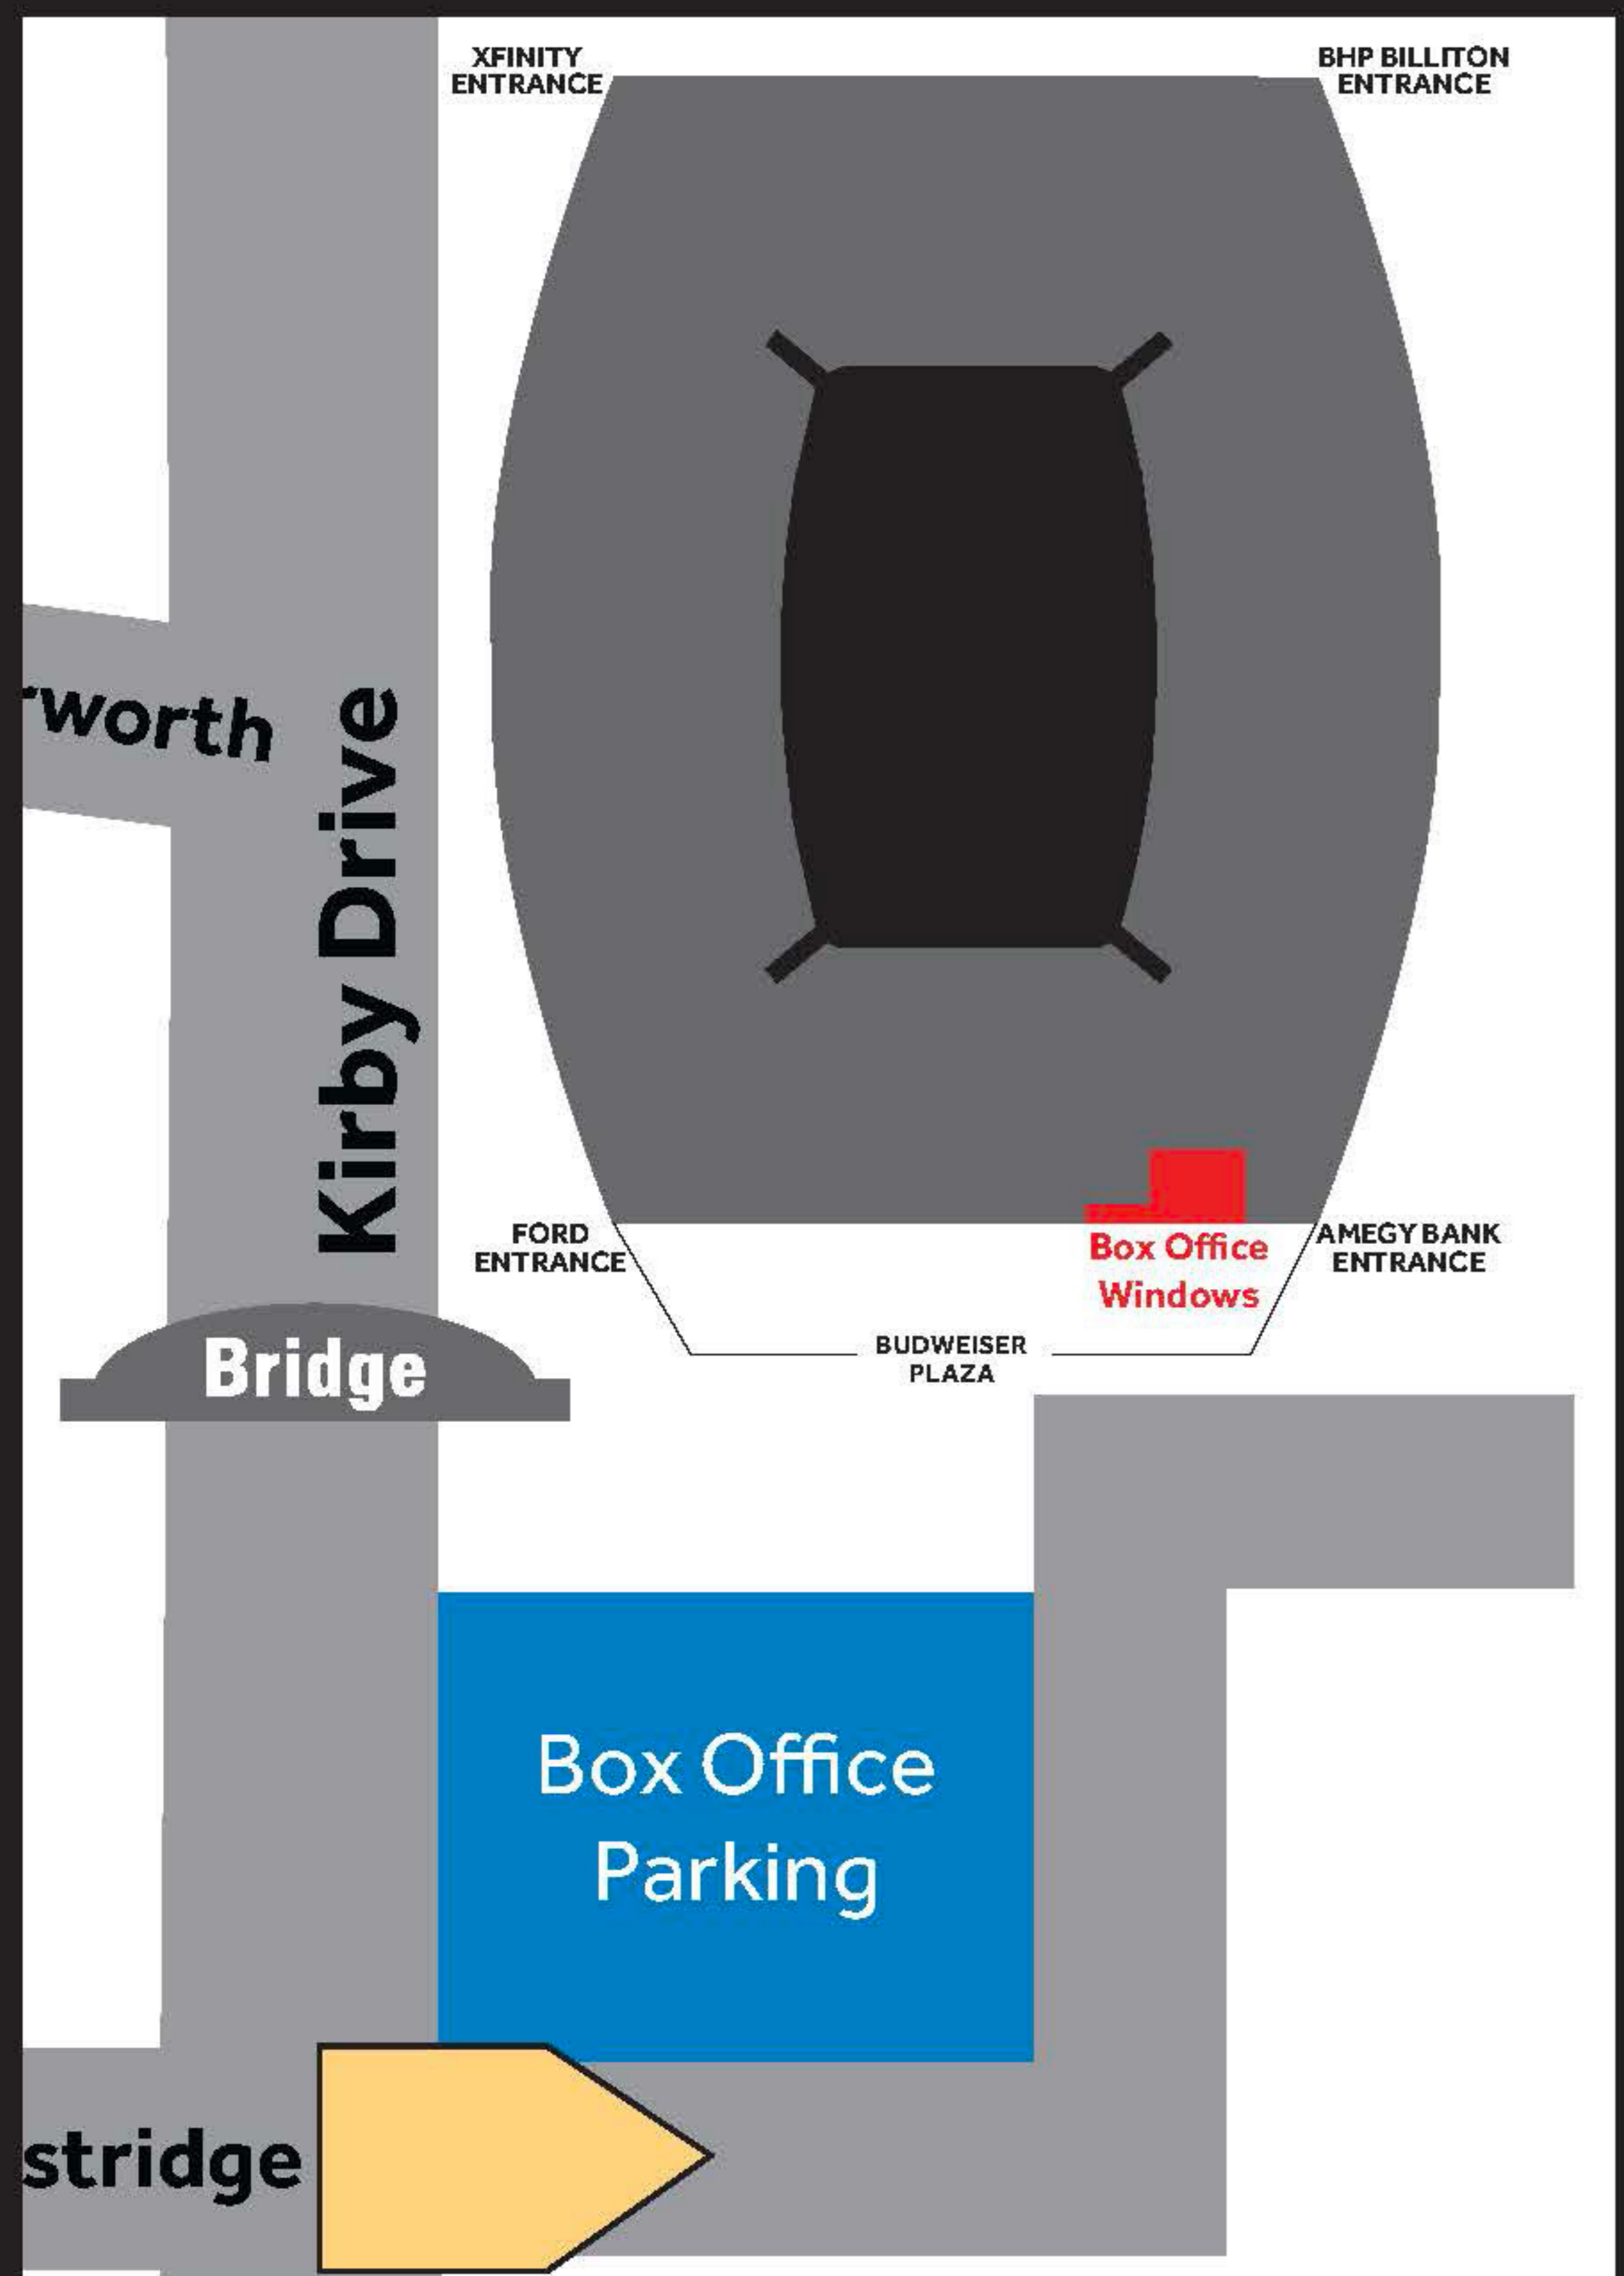 XFINITY
ENTRANCE
BHP BILLITON
ENTRANCE
rworth
Kirby Drive
FORD
ENTRANCE
Box Office
Windows
AMEGY BANK
ENTRANCE
BUDWEISER
PLAZA
Bridge
Box Office
Parking
stridge